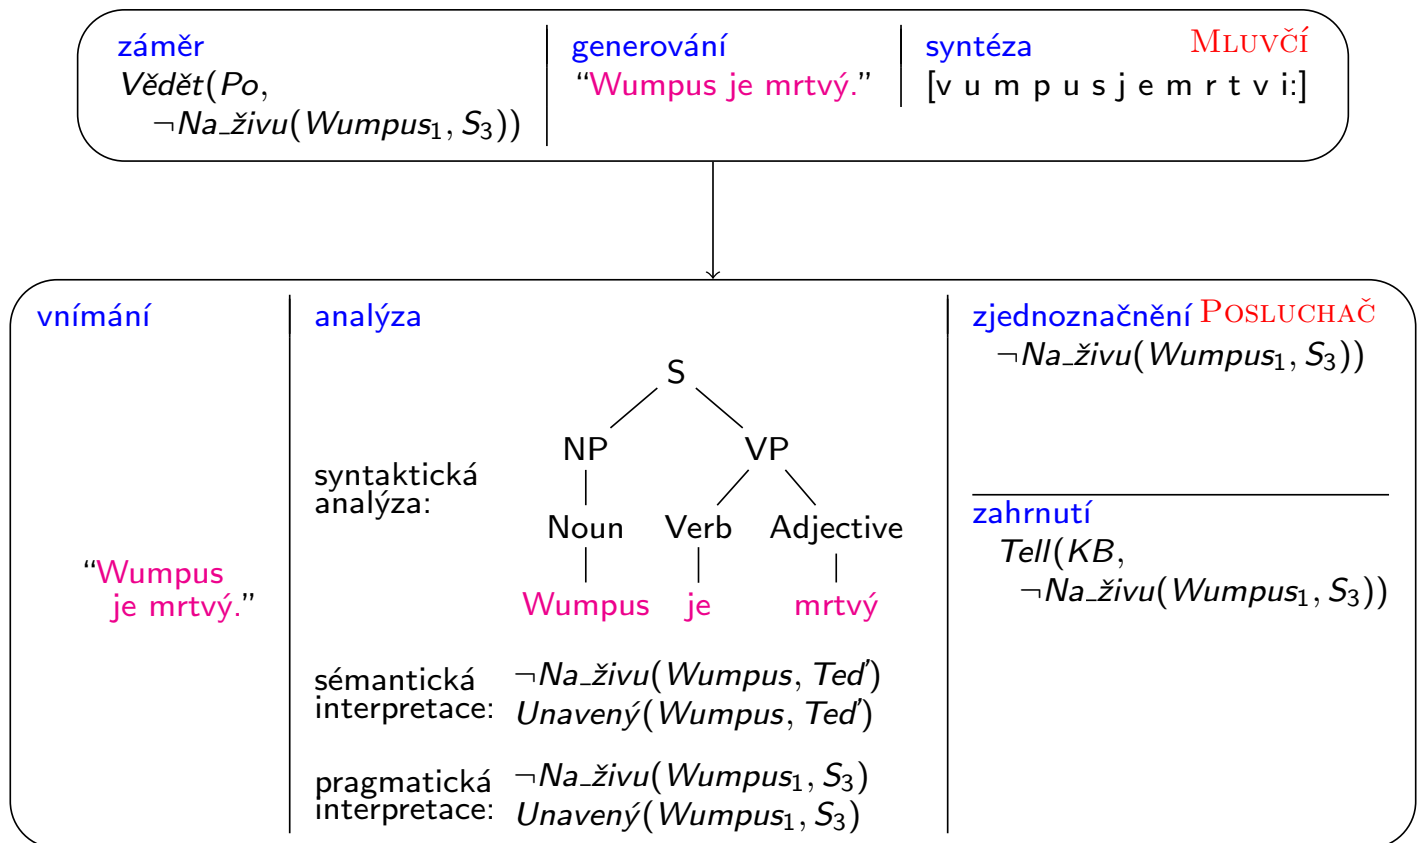 záměr
Vědět(Po,
¬Na_živu(Wumpus₁, S₃))
generování
“Wumpus je mrtvý.”
syntéza
Mluvčí
[v u m p u s j e m r t v i:]
vnímání
“Wumpus
je mrtvý.”
analýza
syntaktická
analýza:
S
NP VP
Noun Verb Adjective
Wumpus je mrtvý
sémantická
interpretace:
¬Na_živu(Wumpus, Teď)
Unavený(Wumpus, Teď)
pragmatická
interpretace:
¬Na_živu(Wumpus₁, S₃)
Unavený(Wumpus₁, S₃)
zjednoznačnění Posluchač
¬Na_živu(Wumpus₁, S₃))
zahrnutí
Tell(KB,
¬Na_živu(Wumpus₁, S₃))